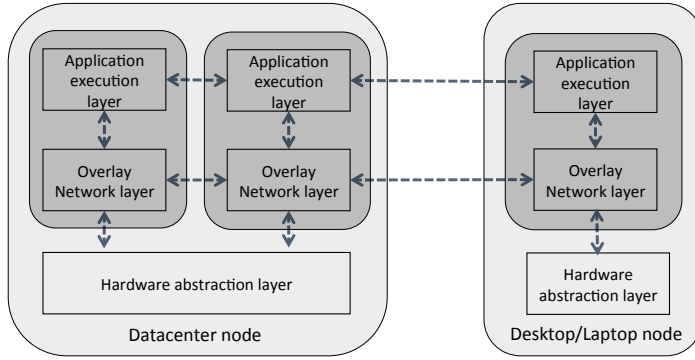 Application
execution
layer
Application
execution
layer
Application
execution
layer
Overlay
Network layer
Overlay
Network layer
Overlay
Network layer
Hardware abstraction layer
Hardware
abstraction layer
Datacenter node
Desktop/Laptop node